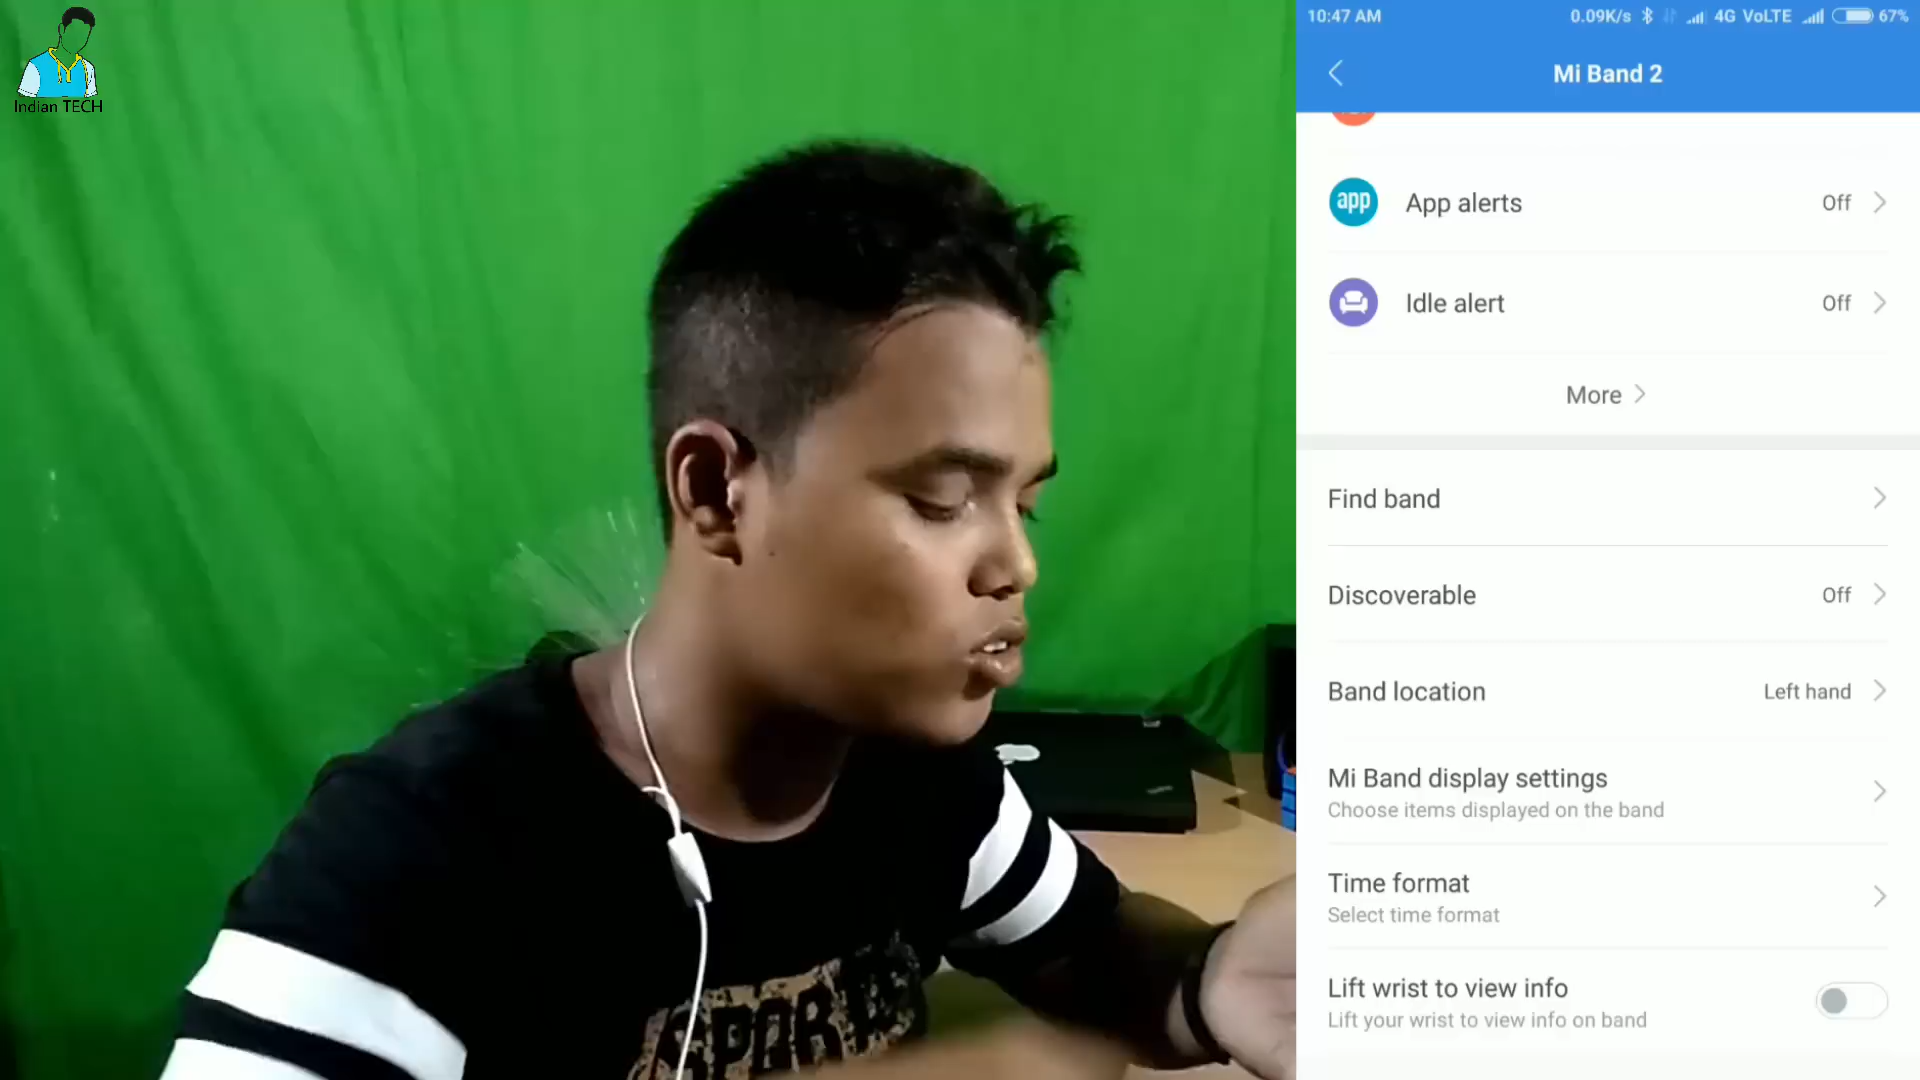 Indian TECH
10:47 AM
0.09K/s 4G VoLTE 67%
Mi Band 2
app App alerts Off
Idle alert Off
More
Find band
Discoverable Off
Band location Left hand
Mi Band display settings
Choose items displayed on the band
Time format
Select time format
Lift wrist to view info
Lift your wrist to view info on band